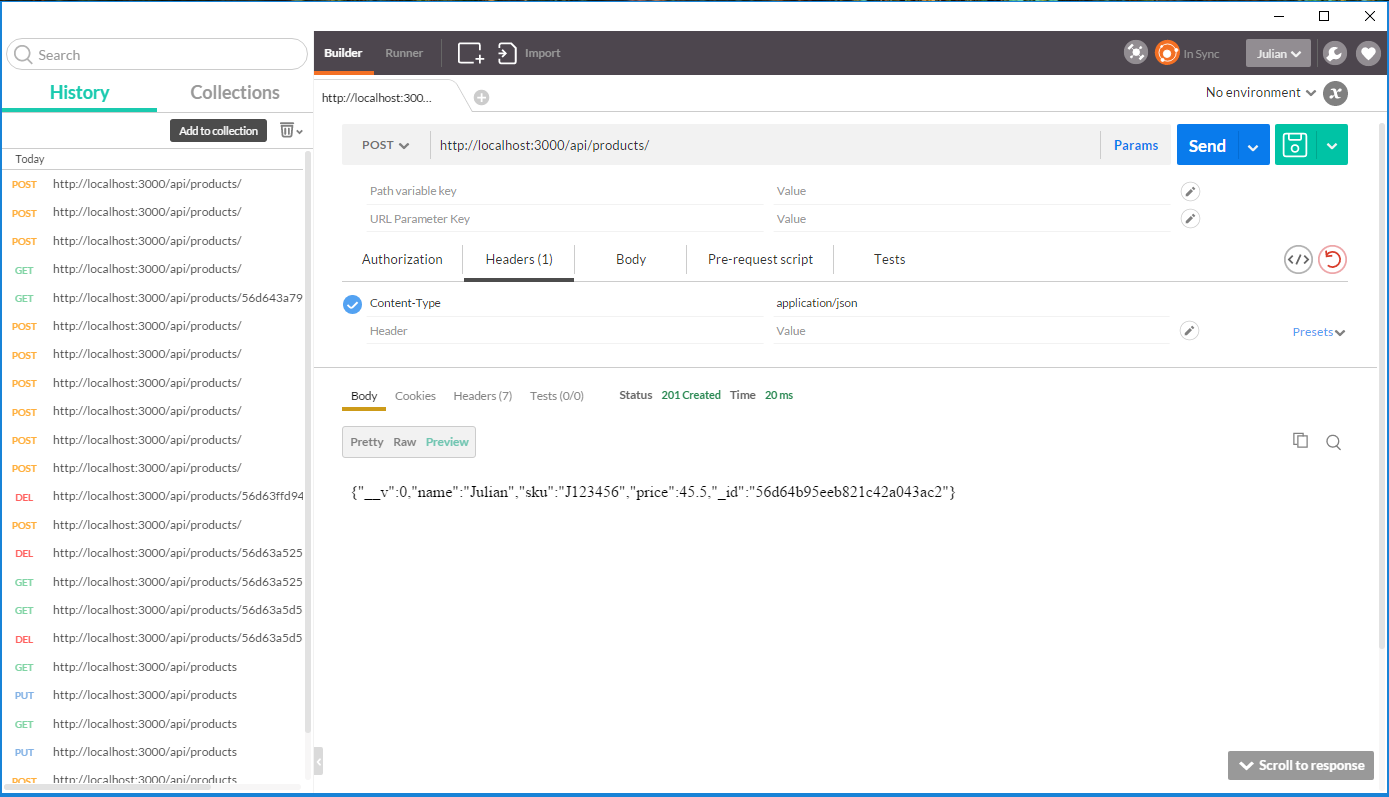 Search
History Collections
Add to collection
Today
POST http://localhost:3000/api/products/
POST http://localhost:3000/api/products/
POST http://localhost:3000/api/products/
GET http://localhost:3000/api/products/
GET http://localhost:3000/api/products/56d643a79
POST http://localhost:3000/api/products/
POST http://localhost:3000/api/products/
POST http://localhost:3000/api/products/
POST http://localhost:3000/api/products/
POST http://localhost:3000/api/products/
POST http://localhost:3000/api/products/
DEL http://localhost:3000/api/products/56d63ffd94
POST http://localhost:3000/api/products/
DEL http://localhost:3000/api/products/56d63a525
GET http://localhost:3000/api/products/56d63a525
GET http://localhost:3000/api/products/56d63a5d5
DEL http://localhost:3000/api/products/56d63a5d5
GET http://localhost:3000/api/products
PUT http://localhost:3000/api/products
GET http://localhost:3000/api/products
PUT http://localhost:3000/api/products
POST http://localhost:3000/api/products
Builder Runner Import In Sync Julian
http://localhost:300... No environment x
POST http://localhost:3000/api/products/ Params Send
Path variable key Value
URL Parameter Key Value
Authorization Headers (1) Body Pre-request script Tests </>
Content-Type application/json
Header Value Presets
Body Cookies Headers (7) Tests (0/0) Status 201 Created Time 20 ms
Pretty Raw Preview
{"__v":0,"name":"Julian","sku":"J123456","price":45.5,"_id":"56d64b95eeb821c42a043ac2"}
Scroll to response